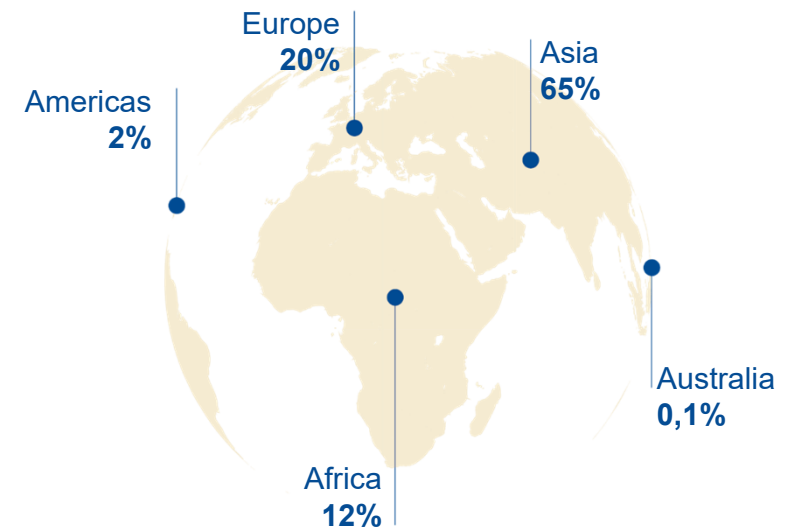 Europe
20%
Asia
65%
Americas
2%
Australia
0,1%
Africa
12%